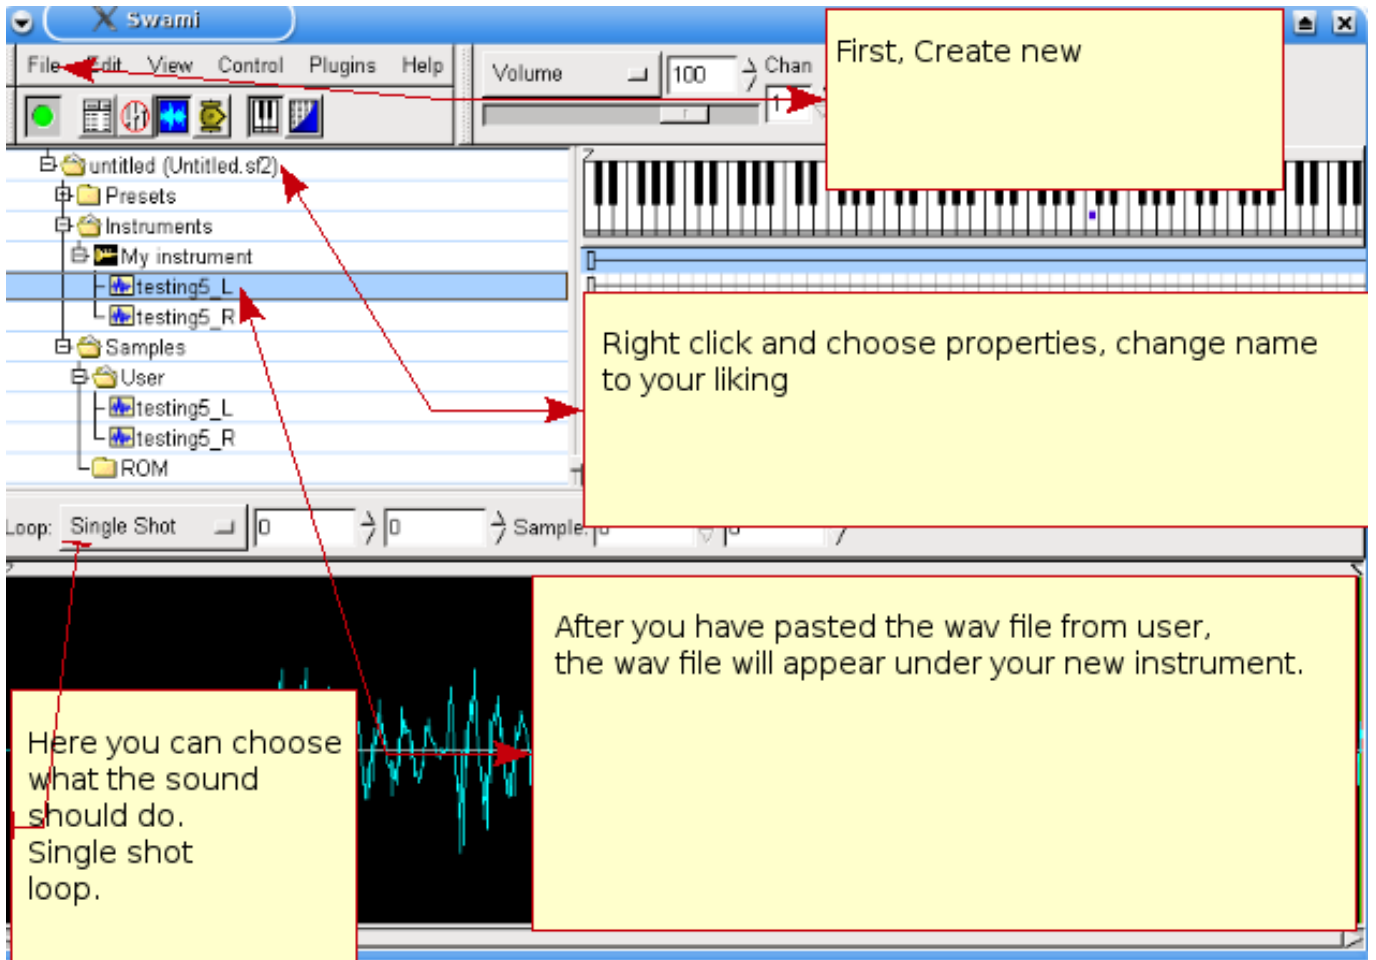 Swami
First, Create new
File Edit View Control Plugins Help
Volume
100
Chan
1
untitled (Untitled.sf2)
Presets
Instruments
My instrument
testing5_L
testing5_R
Samples
User
testing5_L
testing5_R
ROM
Right click and choose properties, change name
to your liking
Loop: Single Shot 0 0 Sample:
After you have pasted the wav file from user,
the wav file will appear under your new instrument.
Here you can choose
what the sound
should do.
Single shot
loop.